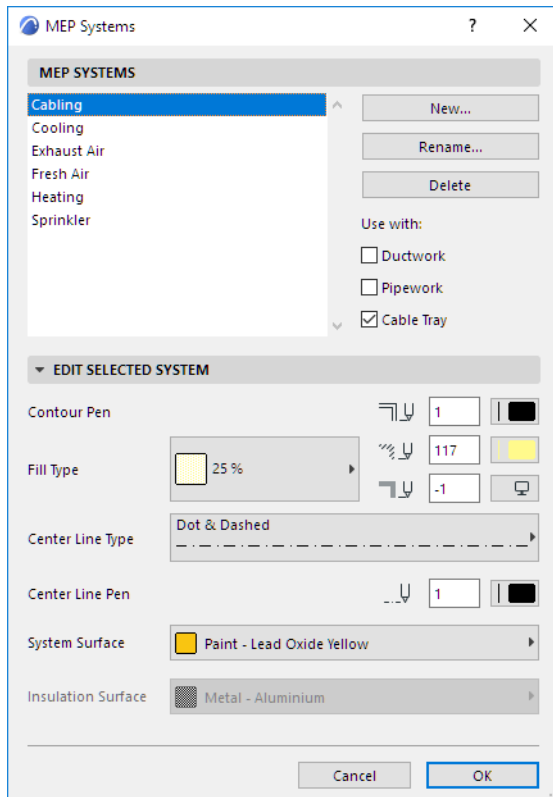 MEP Systems
?
MEP SYSTEMS
Cabling
Cooling
Exhaust Air
Fresh Air
Heating
Sprinkler
New...
Rename...
Delete
Use with:
Ductwork
Pipework
Cable Tray
EDIT SELECTED SYSTEM
Contour Pen
1
117
Fill Type
25 %
-1
Center Line Type
Dot & Dashed
Center Line Pen
1
System Surface
Paint - Lead Oxide Yellow
Insulation Surface
Metal - Aluminium
Cancel
OK